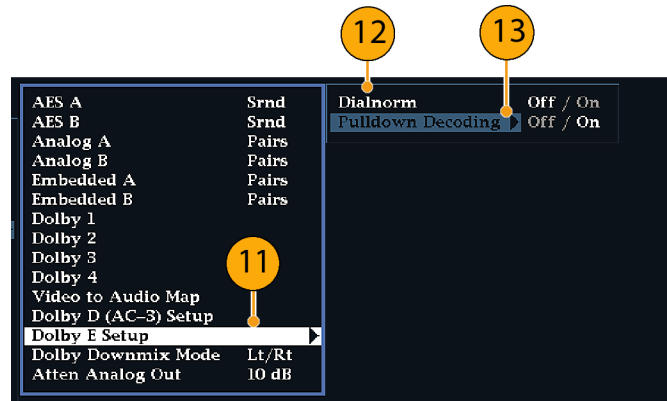 12
13
AES A Srnd
AES B Srnd
Analog A Pairs
Analog B Pairs
Embedded A Pairs
Embedded B Pairs
Dolby 1
Dolby 2
Dolby 3
Dolby 4
Video to Audio Map
Dolby D (AC-3) Setup
Dolby E Setup
Dolby Downmix Mode Lt/Rt
Atten Analog Out 10 dB
11
Dialnorm Off / On
Pulldown Decoding Off / On